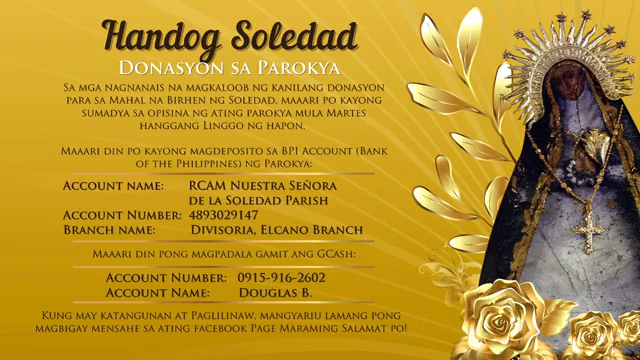 Handog Soledad
Donasyon sa Parokya
Sa mga nagnanais na magkaloob ng kanilang donasyon
para sa Mahal na Birhen ng Soledad, maaari po kayong
sumadya sa opisina ng ating parokya mula Martes
hanggang Linggo ng hapon.
Maaari din po kayong magdeposito sa BPI Account (Bank
of the Philippines) ng Parokya:
Account name: RCAM Nuestra Señora
de la Soledad Parish
Account Number: 4893029147
Branch name: Divisoria, Elcano Branch
Maaari din pong magpadala gamit ang GCash:
Account Number: 0915-916-2602
Account Name: Douglas B.
Kung may katangunan at Paglilinaw, mangyariu lamang pong
magbigay mensahe sa ating facebook Page Maraming Salamat po!